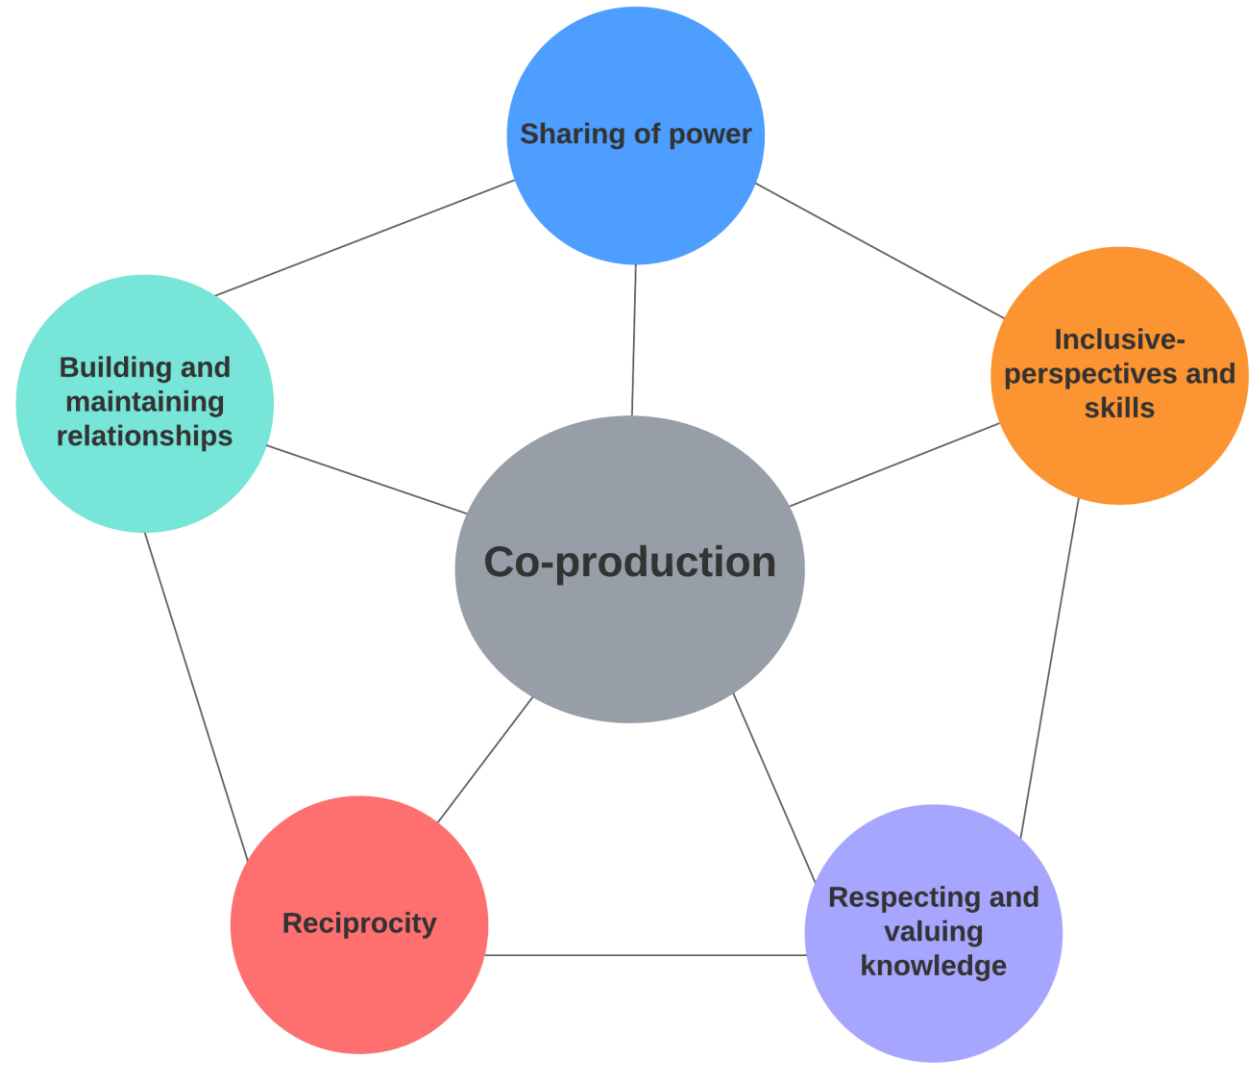 Sharing of power
Inclusive-
perspectives and
skills
Building and
maintaining
relationships
Co-production
Reciprocity
Respecting and
valuing
knowledge